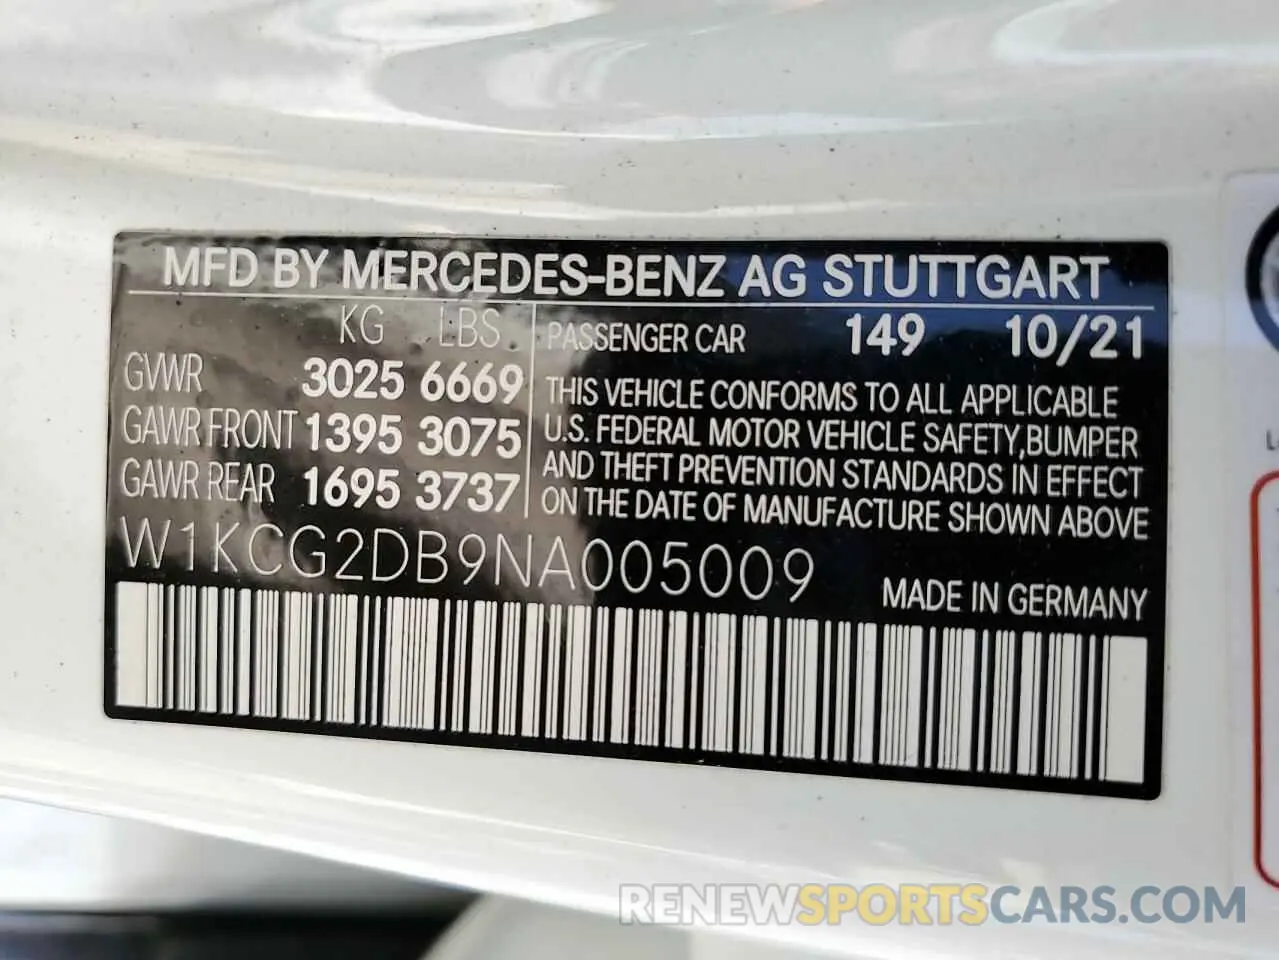 MFD BY MERCEDES-BENZ AG STUTTGART
KG LBS
GVWR 3025 6669
GAWR FRONT 1395 3075
GAWR REAR 1695 3737
PASSENGER CAR 149 10/21
THIS VEHICLE CONFORMS TO ALL APPLICABLE
U.S. FEDERAL MOTOR VEHICLE SAFETY,BUMPER
AND THEFT PREVENTION STANDARDS IN EFFECT
ON THE DATE OF MANUFACTURE SHOWN ABOVE
W1KCG2DB9NA005009
MADE IN GERMANY
L
RENEWSPORTSCARS.COM